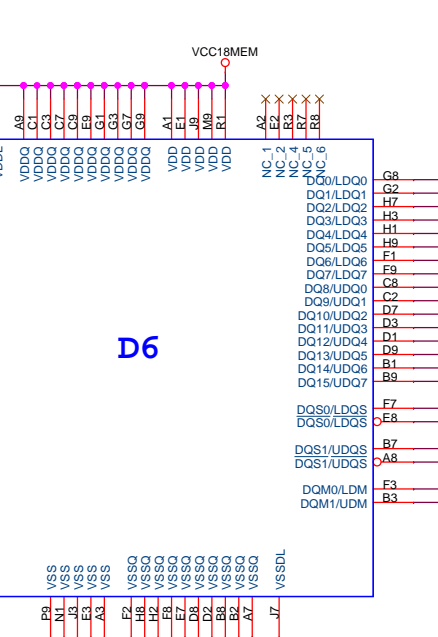 VCC18MEM
A9 C1 C3 C7 C9 E9 G1 G3 G7 G9 A1 E1 J9 M9 R1 A2 E2 R3 R7 R8
VDDQ VDDQ VDDQ VDDQ VDDQ VDDQ VDDQ VDDQ VDDQ VDDQ VDD VDD VDD VDD VDD NC_1 NC_2 NC_4 NC_5 NC_6
DQ0/LDQ0 G8
DQ1/LDQ1 G2
DQ2/LDQ2 H7
DQ3/LDQ3 H3
DQ4/LDQ4 H1
DQ5/LDQ5 H9
DQ6/LDQ6 F1
DQ7/LDQ7 F9
DQ8/UDQ0 C8
DQ9/UDQ1 C2
DQ10/UDQ2 D7
DQ11/UDQ3 D3
DQ12/UDQ4 D1
DQ13/UDQ5 D9
DQ14/UDQ6 B1
DQ15/UDQ7 B9
D6
DQS0/LDQS F7
DQS0/LDQS E8
DQS1/UDQS B7
DQS1/UDQS A8
DQM0/LDM F3
DQM1/UDM B3
VSS VSS VSS VSS VSS VSSQ VSSQ VSSQ VSSQ VSSQ VSSQ VSSQ VSSQ VSSQ VSSQ VSSDL
P9 N1 J3 E3 A3 F2 H8 H2 F8 E7 D8 D2 B8 B2 A7 J7